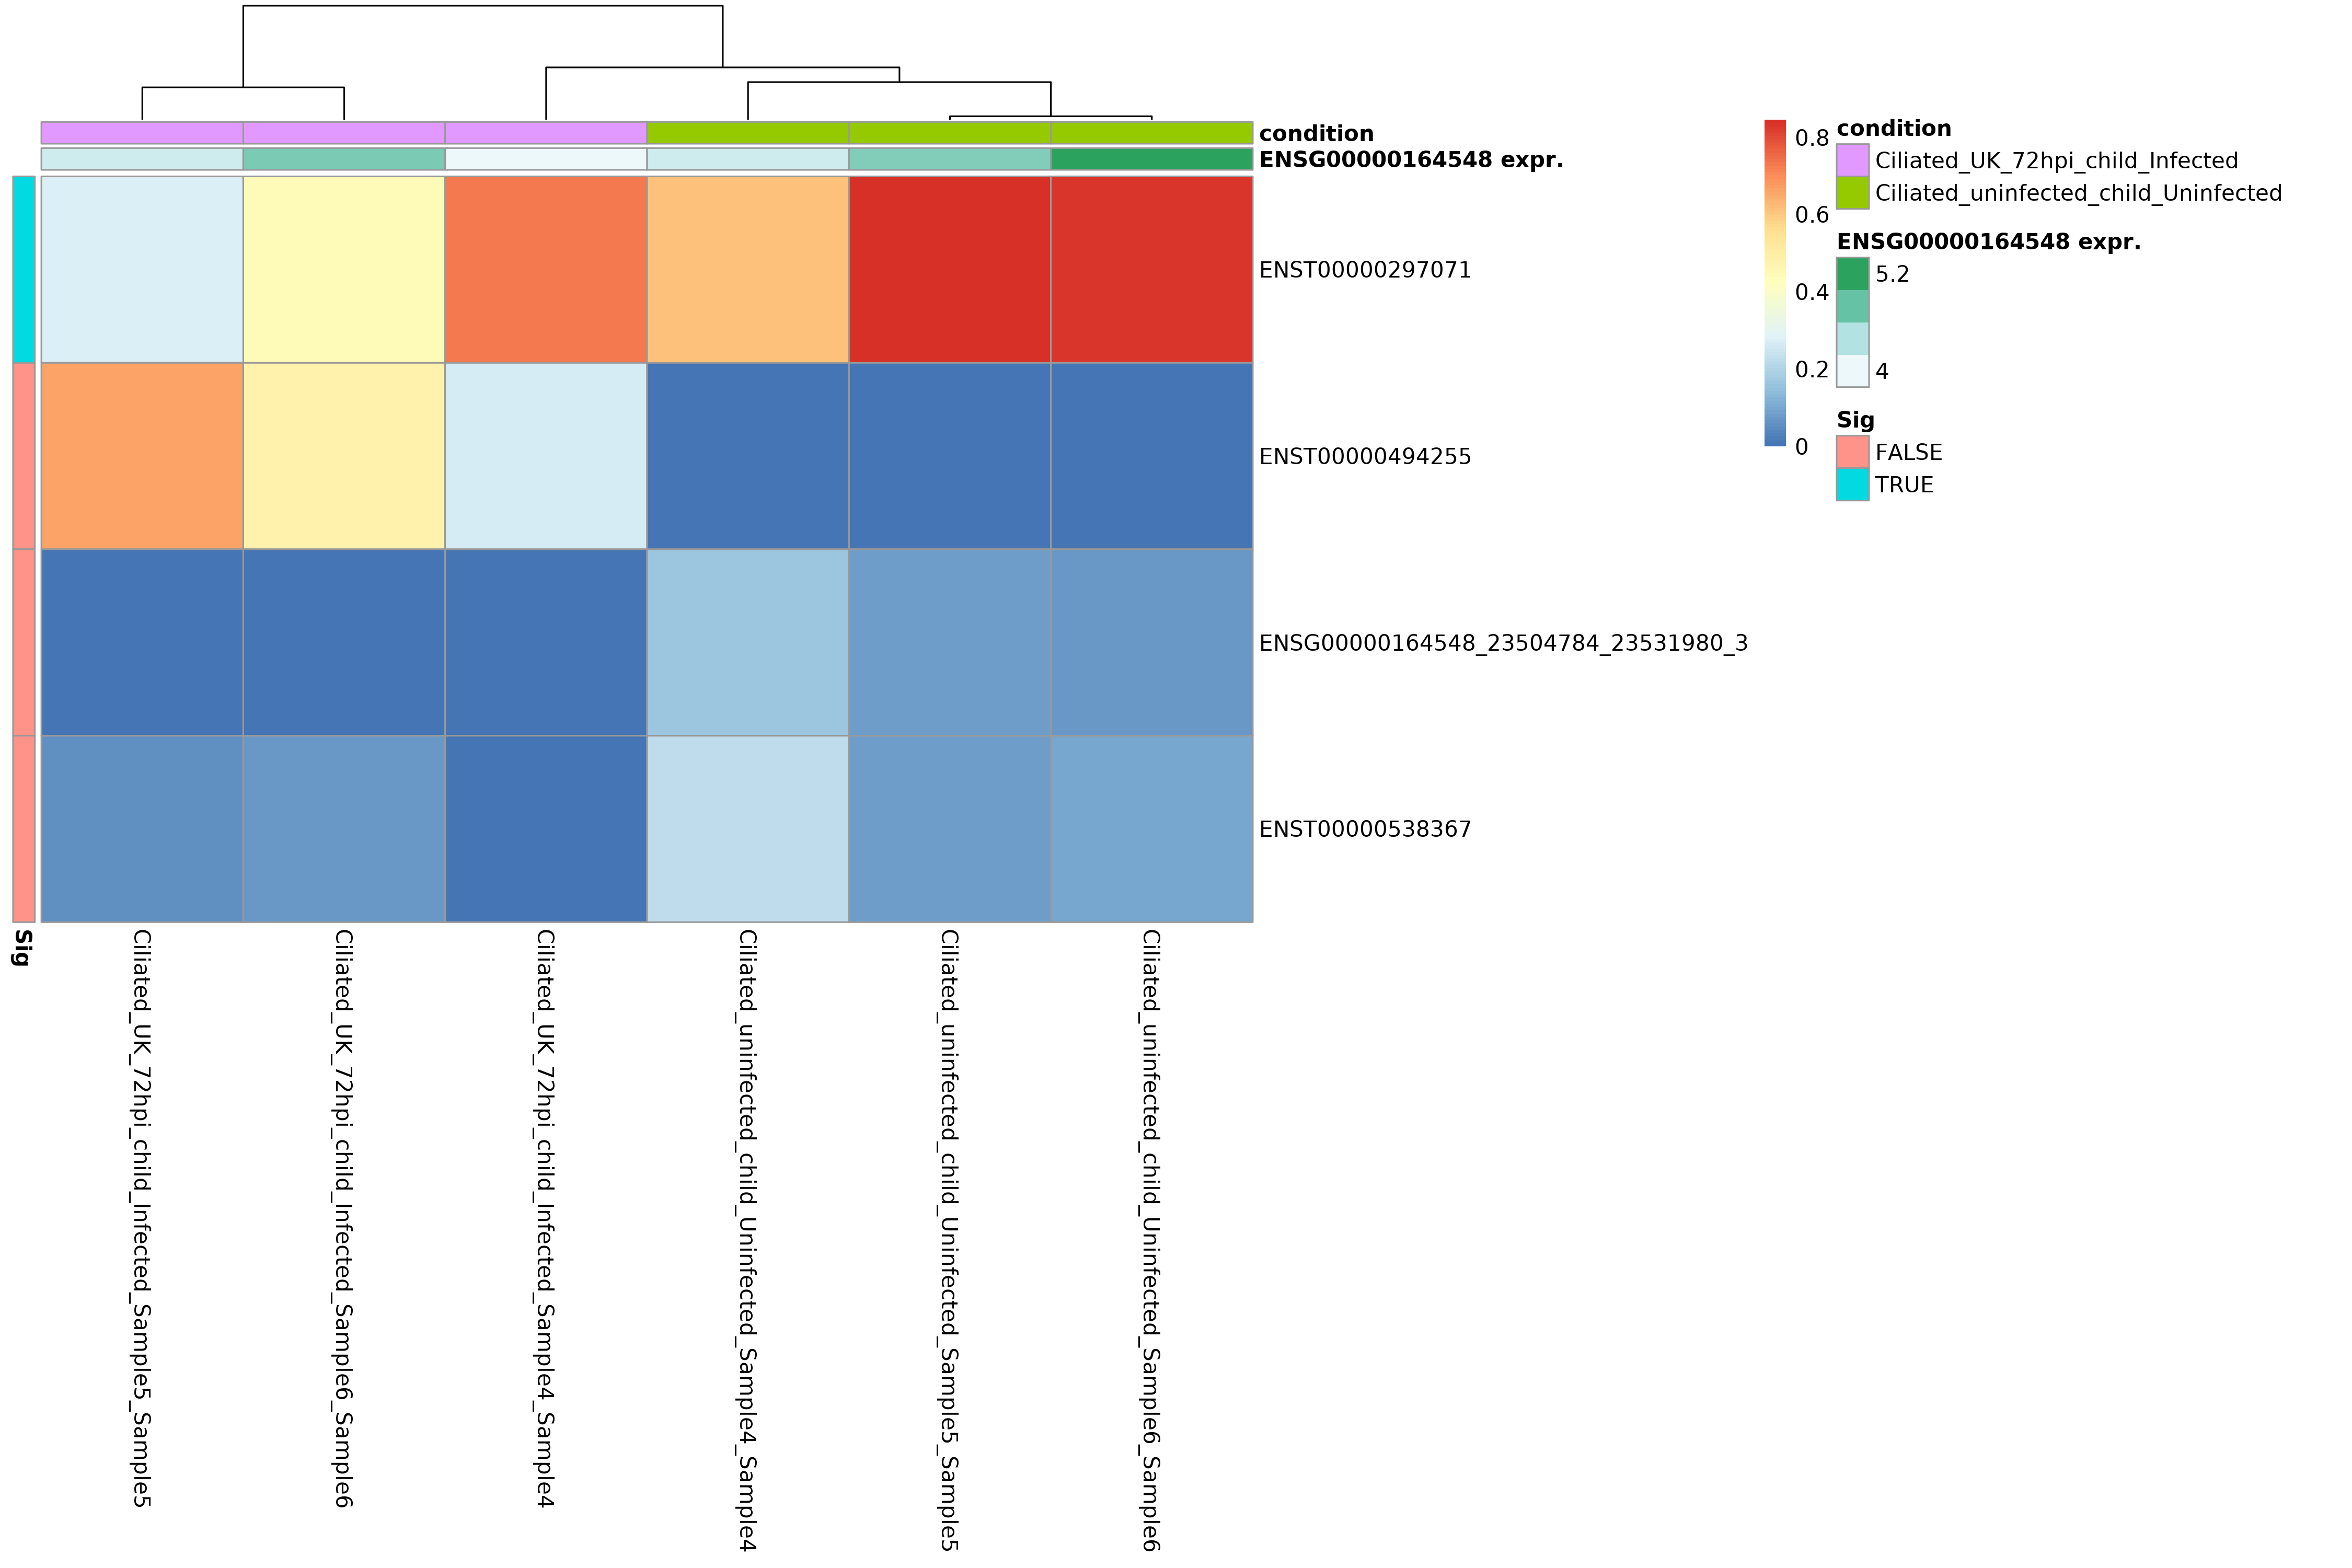 condition
ENSG00000164548 expr.
ENST00000297071
ENST00000494255
ENSG00000164548_23504784_23531980_3
ENST00000538367
Sig
Ciliated_UK_72hpi_child_Infected_Sample5_Sample5
Ciliated_UK_72hpi_child_Infected_Sample6_Sample6
Ciliated_UK_72hpi_child_Infected_Sample4_Sample4
Ciliated_uninfected_child_Uninfected_Sample4_Sample4
Ciliated_uninfected_child_Uninfected_Sample5_Sample5
Ciliated_uninfected_child_Uninfected_Sample6_Sample6
0.8
0.6
0.4
0.2
0
condition
Ciliated_UK_72hpi_child_Infected
Ciliated_uninfected_child_Uninfected
ENSG00000164548 expr.
5.2
4
Sig
FALSE
TRUE